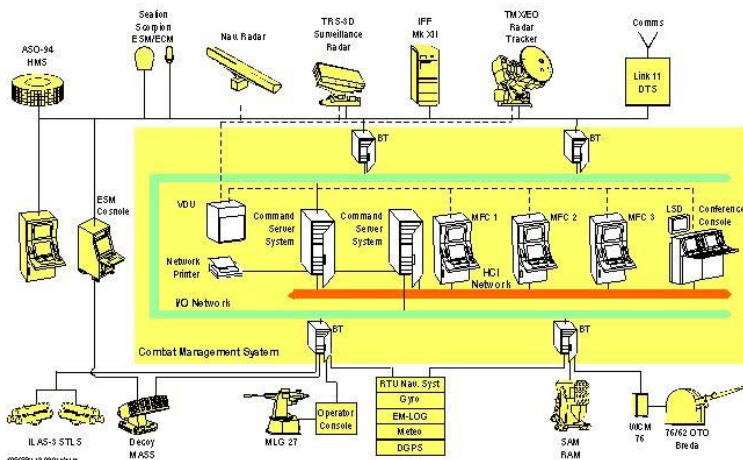 Seation
Scorpion
ESM/ECM
ASO-94
HMS
Nav. Radar
TRS-3D
Surveillance
Radar
IFF
Mk XII
TMX/EO
Radar
Tracker
Comms
Link 11
DTS
BT
BT
ESM
Cosnole
VDU
Command
Server
System
Command
Server
System
MFC 1
MFC 2
MFC 3
LSD
Conference
Console
Network
Printer
HCI
Network
I/O Network
BT
BT
Combat Management System
ILAS-3 STLS
Decoy
MASS
MLG 27
Operator
Console
RTU Nav. Syst
Gyro
EM-LOG
Meteo
DGPS
SAM
RAM
WCM
76
76/62 OTO
Breda